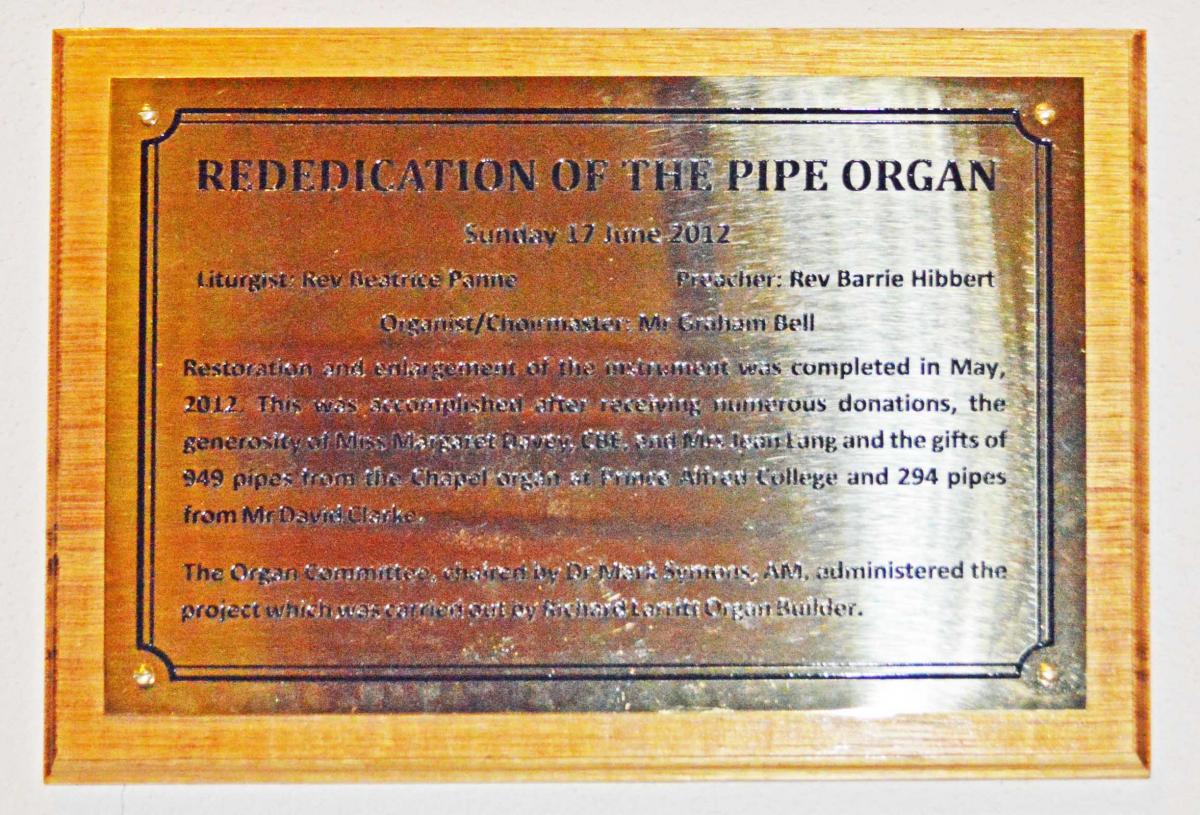 REDEDICATION OF THE PIPE ORGAN
Sunday 17 June 2012
Liturgist: Rev Beatrice Panne Preacher: Rev Barrie Hibbert
Organist/Choirmaster: Mr Graham Bell
Restoration and enlargement of the instrument was completed in May,
2012. This was accomplished after receiving numerous donations, the
generosity of Miss Margaret Davey, CBE, and Mrs Jean Lang and the gifts of
949 pipes from the Chapel organ at Prince Alfred College and 294 pipes
from Mr David Clarke.
The Organ Committee, chaired by Dr Mark Symons, AM, administered the
project which was carried out by Richard Larritt Organ Builder.